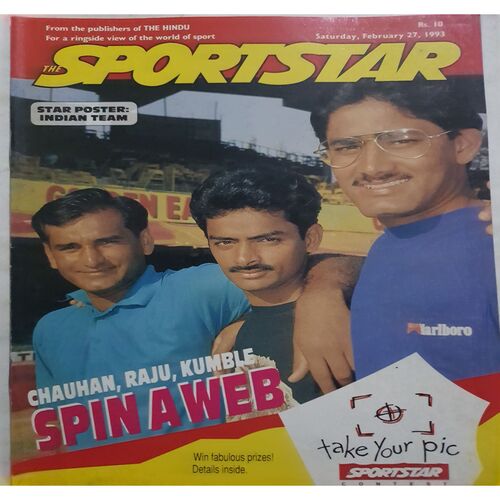 From the publishers of THE HINDU
For a ringside view of the world of sport
Rs. 10
Saturday, February 27, 1993
THE SPORTSTAR
STAR POSTER:
INDIAN TEAM
GOLDEN EA
Marlboro
CHAUHAN, RAJU, KUMBLE
SPIN A WEB
Win fabulous prizes!
Details inside.
take your pic
SPORTSTAR
CONTEST